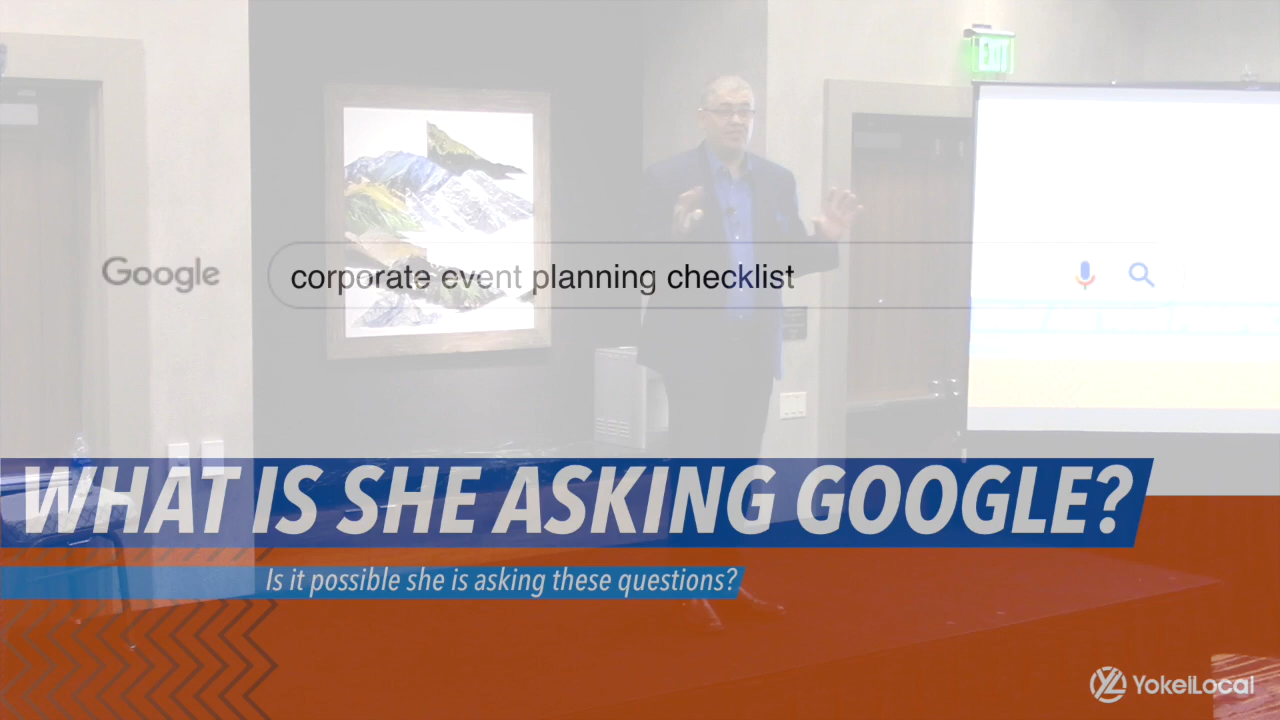 EXIT
Google
corporate event planning checklist
WHAT IS SHE ASKING GOOGLE?
Is it possible she is asking these questions?
YokelLocal